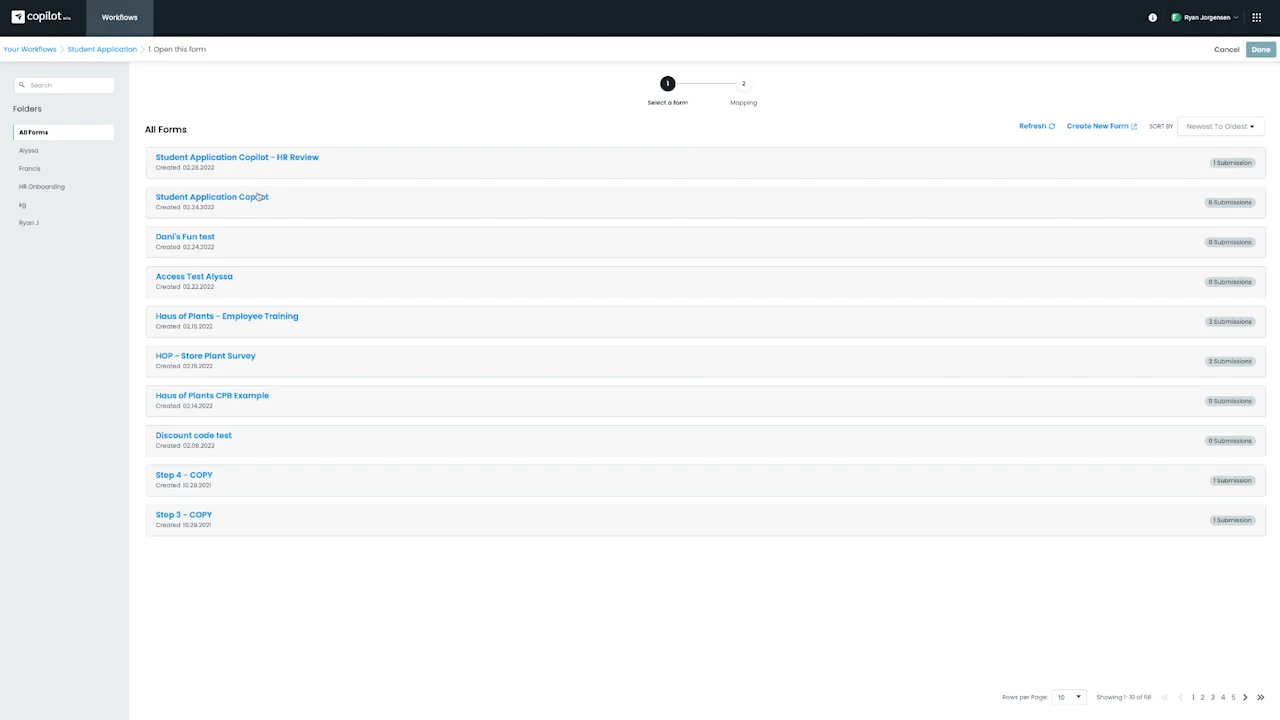 copilot BETA
Workflows
Ryan Jorgensen
Your Workflows > Student Application > 1. Open this form
Cancel
Done
Search
Folders
All Forms
Alyssa
Francis
HR Onboarding
kg
Ryan J
1
2
Select a form
Mapping
All Forms
Refresh
Create New Form
SORT BY
Newest To Oldest
Student Application Copilot - HR Review
Created 02.28.2022
1 Submission
Student Application Copilot
Created 02.24.2022
6 Submissions
Dani's Fun test
Created 02.24.2022
0 Submissions
Access Test Alyssa
Created 02.22.2022
0 Submissions
Haus of Plants - Employee Training
Created 02.15.2022
3 Submissions
HOP - Store Plant Survey
Created 02.15.2022
2 Submissions
Haus of Plants CPB Example
Created 02.14.2022
11 Submissions
Discount code test
Created 02.08.2022
0 Submissions
Step 4 - COPY
Created 10.29.2021
1 Submission
Step 3 - COPY
Created 10.29.2021
1 Submission
Rows per Page: 10
Showing 1-10 of 56
« < 1 2 3 4 5 > »